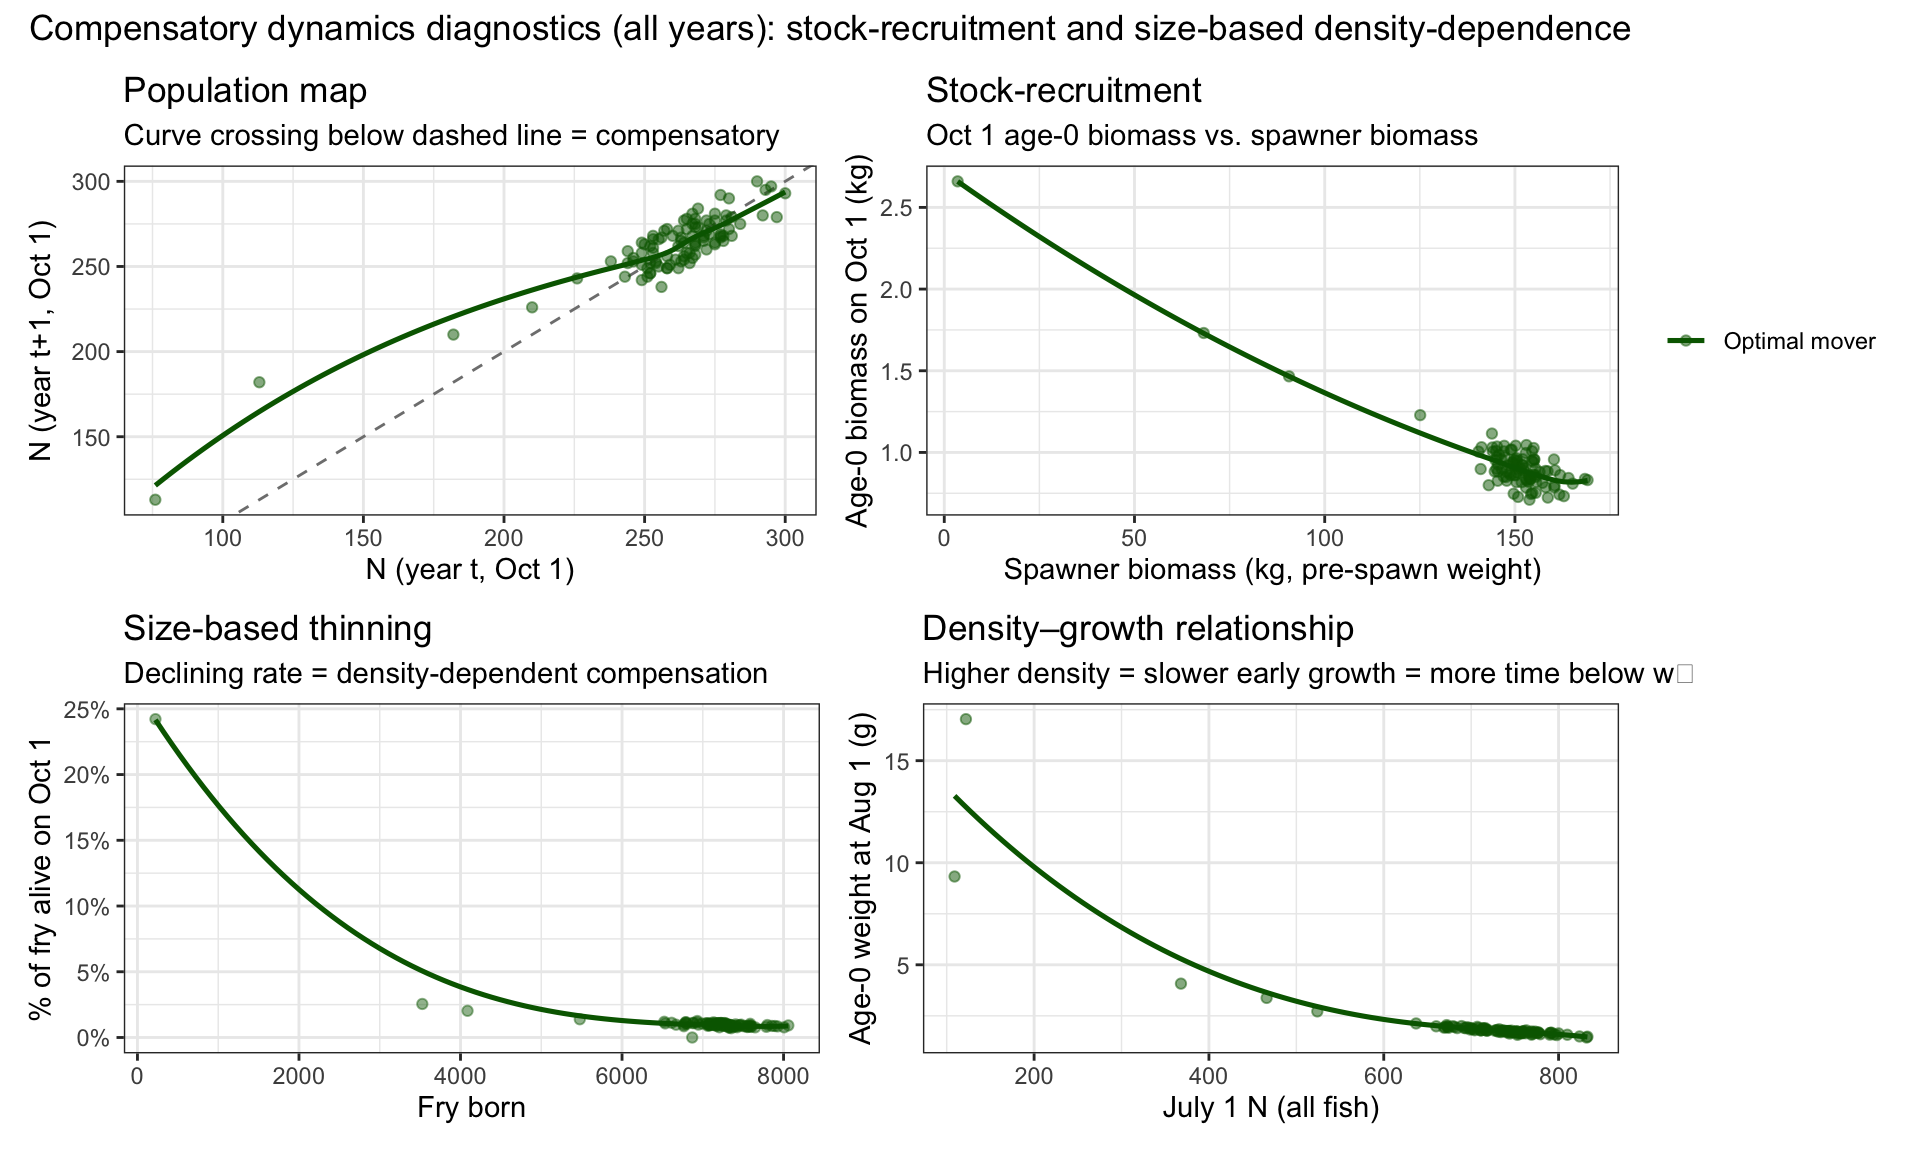 Compensatory dynamics diagnostics (all years): stock-recruitment and size-based density-dependence
Population map
Curve crossing below dashed line = compensatory
N (year t+1, Oct 1)
300
250
200
150
100
150
200
250
300
N (year t, Oct 1)
Stock-recruitment
Oct 1 age-0 biomass vs. spawner biomass
Age-0 biomass on Oct 1 (kg)
2.5
2.0
1.5
1.0
0
50
100
150
Spawner biomass (kg, pre-spawn weight)
Optimal mover
Size-based thinning
Declining rate = density-dependent compensation
% of fry alive on Oct 1
25%
20%
15%
10%
5%
0%
0
2000
4000
6000
8000
Fry born
Density–growth relationship
Higher density = slower early growth = more time below w□
Age-0 weight at Aug 1 (g)
15
10
5
200
400
600
800
July 1 N (all fish)